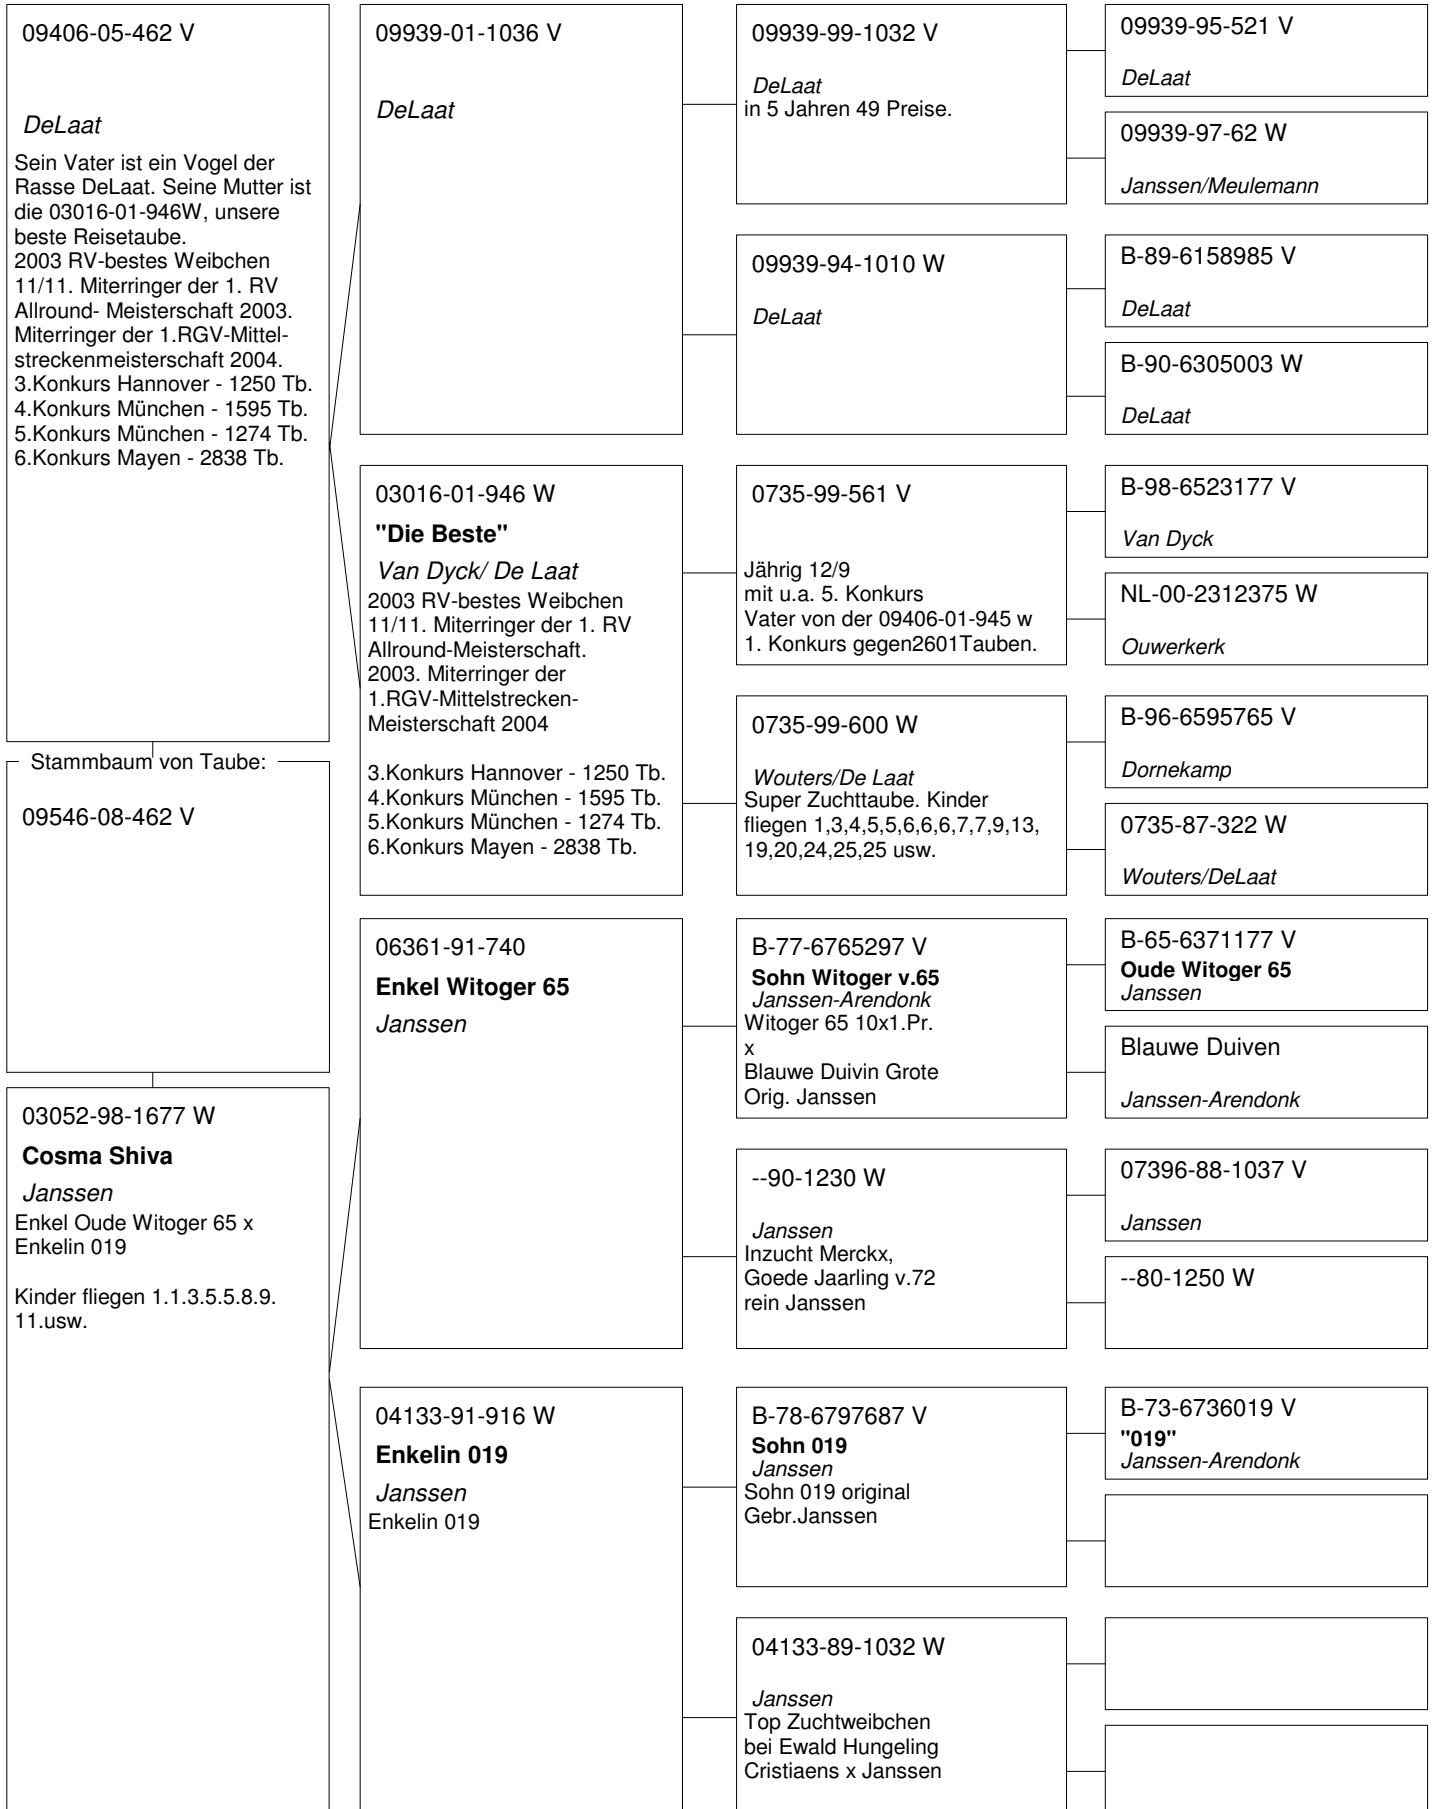 09406-05-462 V
DeLaat
Sein Vater ist ein Vogel der
Rasse DeLaat. Seine Mutter ist
die 03016-01-946W, unsere
beste Reisetaube.
2003 RV-bestes Weibchen
11/11. Miterringer der 1. RV
Allround- Meisterschaft 2003.
Miterringer der 1.RGV-Mittel-
streckenmeisterschaft 2004.
3.Konkurs Hannover - 1250 Tb.
4.Konkurs München - 1595 Tb.
5.Konkurs München - 1274 Tb.
6.Konkurs Mayen - 2838 Tb.
Stammbaum von Taube:
09546-08-462 V
03052-98-1677 W
Cosma Shiva
Janssen
Enkel Oude Witoger 65 x
Enkelin 019
Kinder fliegen 1.1.3.5.5.8.9.
11.usw.
09939-01-1036 V
DeLaat
03016-01-946 W
"Die Beste"
Van Dyck/ De Laat
2003 RV-bestes Weibchen
11/11. Miterringer der 1. RV
Allround-Meisterschaft.
2003. Miterringer der
1.RGV-Mittelstrecken-
Meisterschaft 2004
3.Konkurs Hannover - 1250 Tb.
4.Konkurs München - 1595 Tb.
5.Konkurs München - 1274 Tb.
6.Konkurs Mayen - 2838 Tb.
06361-91-740
Enkel Witoger 65
Janssen
04133-91-916 W
Enkelin 019
Janssen
Enkelin 019
09939-99-1032 V
DeLaat
in 5 Jahren 49 Preise.
09939-94-1010 W
DeLaat
0735-99-561 V
Jährig 12/9
mit u.a. 5. Konkurs
Vater von der 09406-01-945 w
1. Konkurs gegen2601Tauben.
0735-99-600 W
Wouters/De Laat
Super Zuchttaube. Kinder
fliegen 1,3,4,5,5,6,6,6,7,7,9,13,
19,20,24,25,25 usw.
B-77-6765297 V
Sohn Witoger v.65
Janssen-Arendonk
Witoger 65 10x1.Pr.
x
Blauwe Duivin Grote
Orig. Janssen
--90-1230 W
Janssen
Inzucht Merckx,
Goede Jaarling v.72
rein Janssen
B-78-6797687 V
Sohn 019
Janssen
Sohn 019 original
Gebr.Janssen
04133-89-1032 W
Janssen
Top Zuchtweibchen
bei Ewald Hungeling
Cristiaens x Janssen
09939-95-521 V
DeLaat
09939-97-62 W
Janssen/Meulemann
B-89-6158985 V
DeLaat
B-90-6305003 W
DeLaat
B-98-6523177 V
Van Dyck
NL-00-2312375 W
Ouwerkerk
B-96-6595765 V
Dornekamp
0735-87-322 W
Wouters/DeLaat
B-65-6371177 V
Oude Witoger 65
Janssen
Blauwe Duiven
Janssen-Arendonk
07396-88-1037 V
Janssen
--80-1250 W
B-73-6736019 V
"019"
Janssen-Arendonk